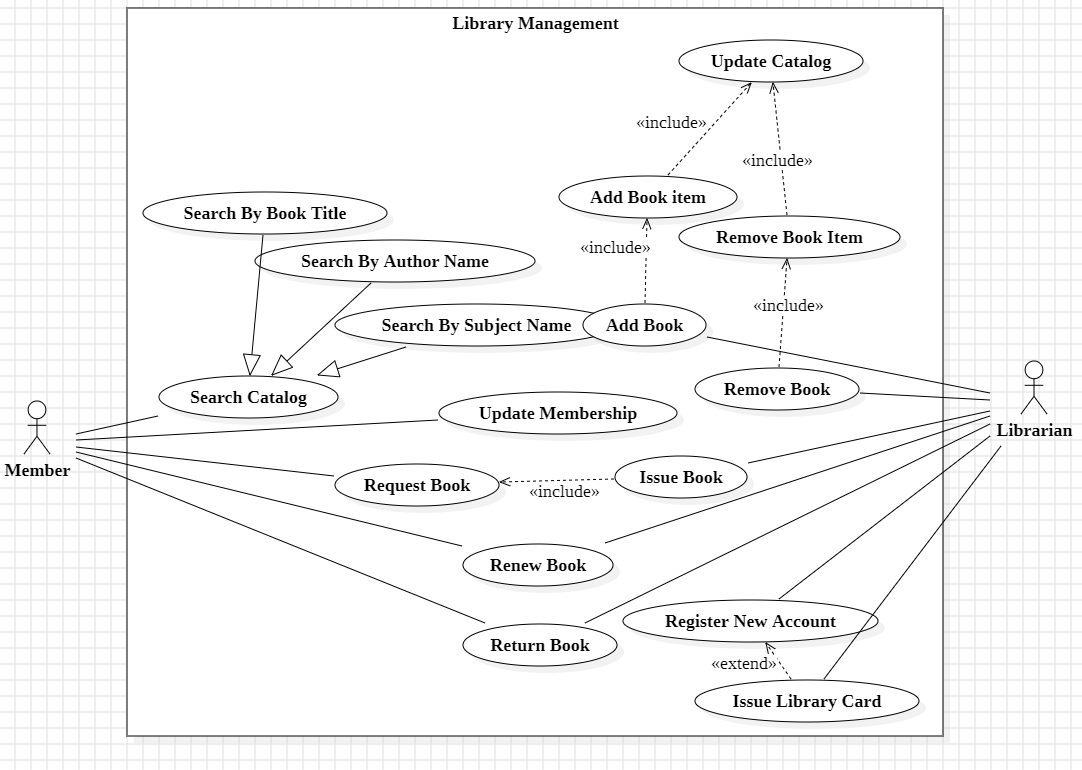 Library Management
Update Catalog
«include»
«include»
Add Book item
Search By Book Title
Remove Book Item
«include»
Search By Author Name
«include»
Search By Subject Name
Add Book
Remove Book
Search Catalog
Update Membership
Librarian
Member
Issue Book
Request Book
«include»
Renew Book
Register New Account
Return Book
«extend»
Issue Library Card